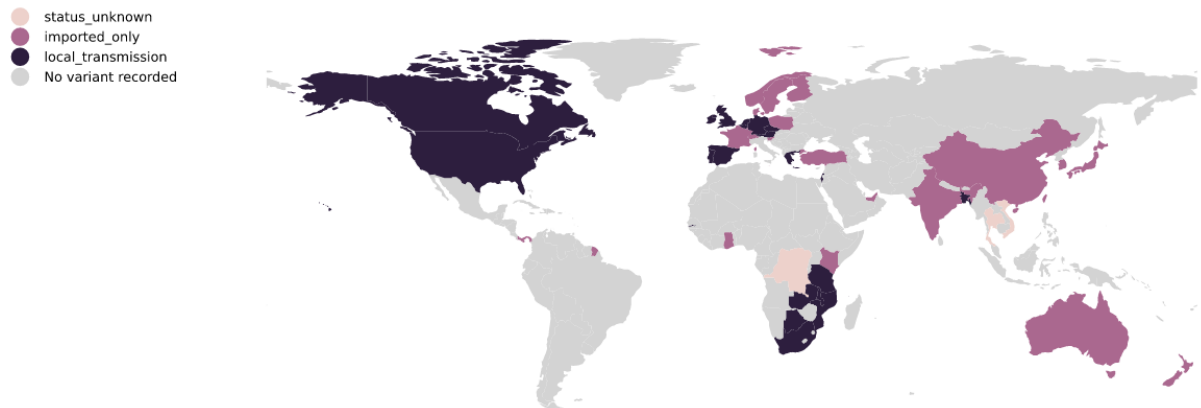 status_unknown
imported_only
local_transmission
No variant recorded